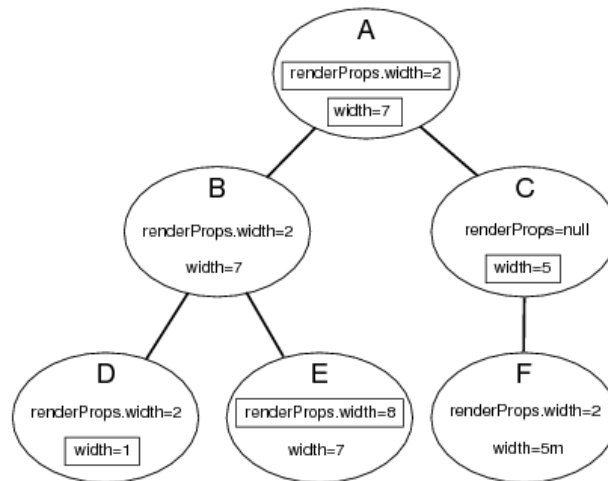 A
renderProps.width=2
width=7
B
renderProps.width=2
width=7
C
renderProps=null
width=5
D
renderProps.width=2
width=1
E
renderProps.width=8
width=7
F
renderProps.width=2
width=5m